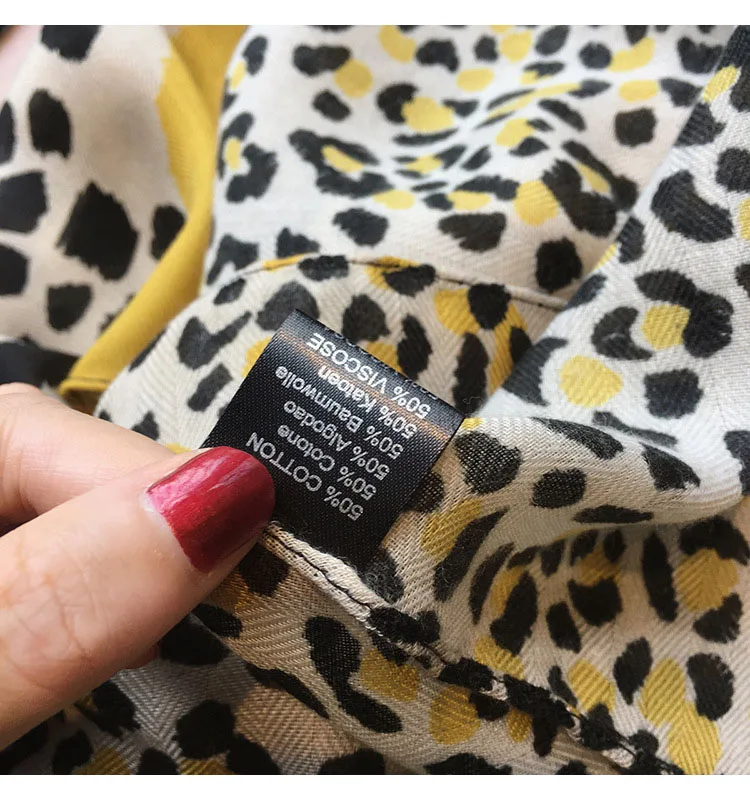 50% COTTON
50% Cotone
50% Algodao
50% Baumwolle
50% Katoen
50% VISCOSE